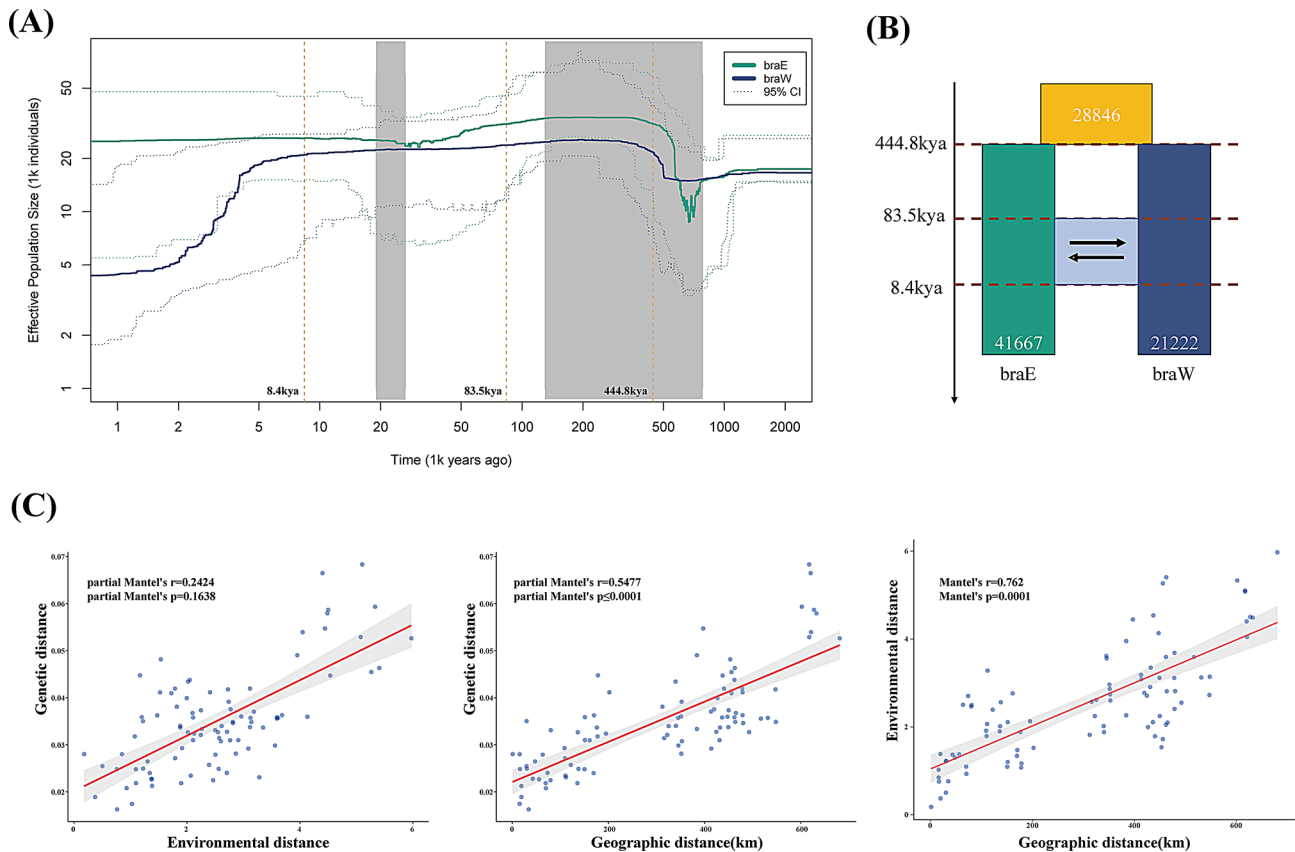 (A)
Effective Population Size (1k individuals)
50
20
10
5
2
1
braE
braW
95% CI
8.4kya
83.5kya
444.8kya
1 2 5 10 20 50 100 200 500 1000 2000
Time (1k years ago)
(B)
28846
444.8kya
83.5kya
8.4kya
41667
21222
braE
braW
(C)
Genetic distance
0.07
0.06
0.05
0.04
0.03
0.02
partial Mantel's r=0.2424
partial Mantel's p=0.1638
0 2 4 6
Environmental distance
Genetic distance
0.07
0.06
0.05
0.04
0.03
0.02
partial Mantel's r=0.5477
partial Mantel's p≤0.0001
0 200 400 600
Geographic distance(km)
Environmental distance
6
4
2
0
Mantel's r=0.762
Mantel's p=0.0001
0 200 400 600
Geographic distance(km)